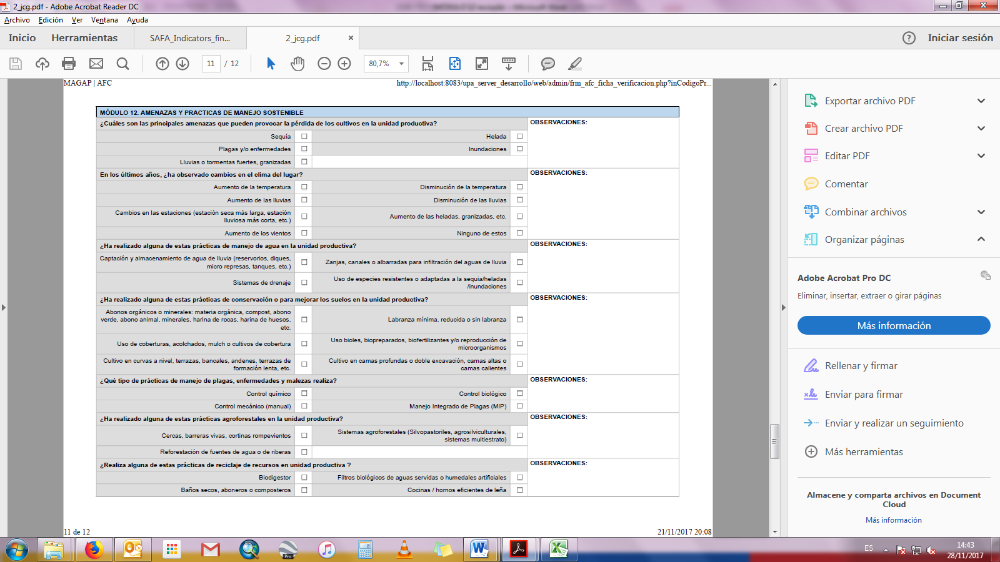 2_jcg.pdf - Adobe Acrobat Reader DC
Archivo Edición Ver Ventana Ayuda
Inicio Herramientas SAFA_Indicators_fin... 2_jcg.pdf × ? Iniciar sesión
11 / 12 80,7%
MAGAP | AFC http://localhost:8083/upa_server_desarrollo/web/admin/frm_afc_ficha_verificacion.php?inCodigoPr...
MÓDULO 12. AMENAZAS Y PRACTICAS DE MANEJO SOSTENIBLE
¿Cuáles son las principales amenazas que pueden provocar la pérdida de los cultivos en la unidad productiva? OBSERVACIONES:
Sequía Helada
Plagas y/o enfermedades Inundaciones
Lluvias o tormentas fuertes, granizadas
En los últimos años, ¿ha observado cambios en el clima del lugar? OBSERVACIONES:
Aumento de la temperatura Disminución de la temperatura
Aumento de las lluvias Disminución de las lluvias
Cambios en las estaciones (estación seca más larga, estación
lluviosa más corta, etc.) Aumento de las heladas, granizadas, etc.
Aumento de los vientos Ninguno de estos
¿Ha realizado alguna de estas prácticas de manejo de agua en la unidad productiva? OBSERVACIONES:
Captación y almacenamiento de agua de lluvia (reservorios, diques,
micro represas, tanques, etc.) Zanjas, canales o albarradas para infiltración del aguas de lluvia
Sistemas de drenaje Uso de especies resistentes o adaptadas a la sequia/heladas
/inundaciones
¿Ha realizado alguna de estas prácticas de conservación o para mejorar los suelos en la unidad productiva? OBSERVACIONES:
Abonos orgánicos o minerales: materia orgánica, compost, abono
verde, abono animal, minerales, harina de rocas, harina de huesos,
etc. Labranza mínima, reducida o sin labranza
Uso de coberturas, acolchados, mulch o cultivos de cobertura Uso bioles, biopreparados, biofertilizantes y/o reproducción de
microorganismos
Cultivo en curvas a nivel, terrazas, bancales, andenes, terrazas de
formación lenta, etc. Cultivo en camas profundas o doble excavación, camas altas o
camas calientes
¿Qué tipo de prácticas de manejo de plagas, enfermedades y malezas realiza? OBSERVACIONES:
Control químico Control biológico
Control mecánico (manual) Manejo Integrado de Plagas (MIP)
¿Ha realizado alguna de estas prácticas agroforestales en la unidad productiva? OBSERVACIONES:
Cercas, barreras vivas, cortinas rompevientos Sistemas agroforestales (Silvopastoriles, agrosilviculturales,
sistemas multiestrato)
Reforestación de fuentes de agua o de riberas
¿Realiza alguna de estas prácticas de reciclaje de recursos en unidad productiva ? OBSERVACIONES:
Biodigestor Filtros biológicos de aguas servidas o humedales artificiales
Baños secos, aboneros o composteros Cocinas / hornos eficientes de leña
11 de 12 21/11/2017 20:08
Exportar archivo PDF
Crear archivo PDF
Editar PDF
Comentar
Combinar archivos
Organizar páginas
Adobe Acrobat Pro DC
Eliminar, insertar, extraer o girar páginas
Más información
Rellenar y firmar
Enviar para firmar
Enviar y realizar un seguimiento
Más herramientas
Almacene y comparta archivos en Document
Cloud
Más información
Pro
ES
14:43
28/11/2017